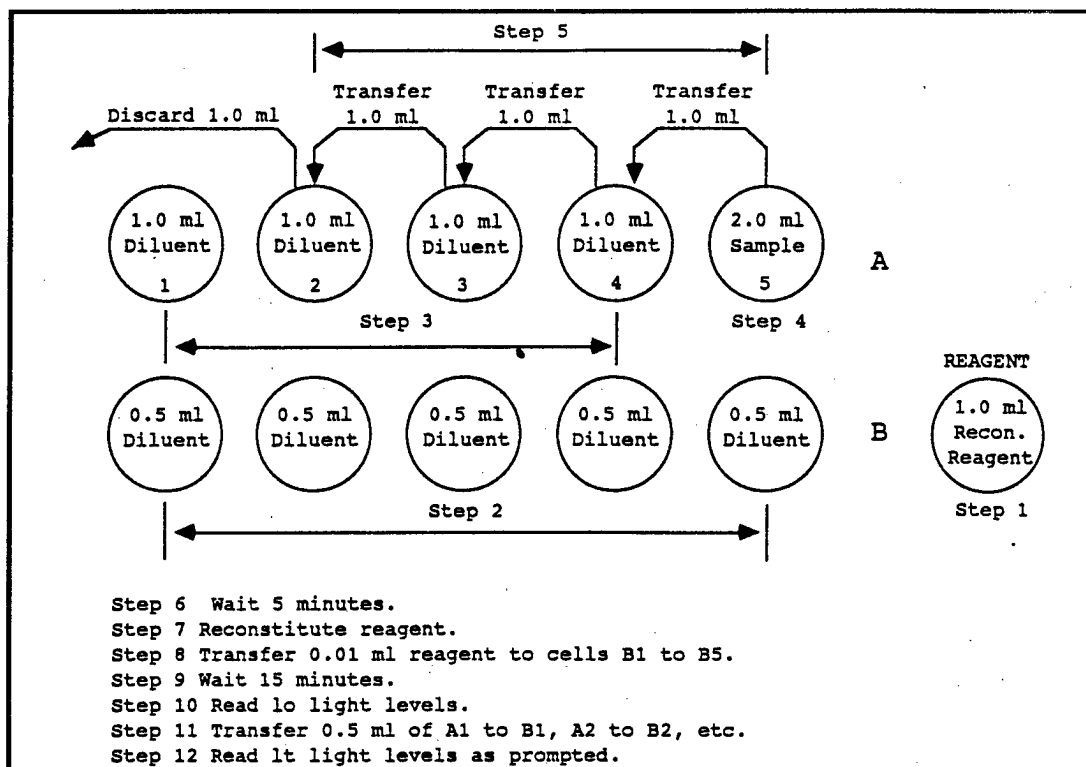 Step 5
Transfer Transfer Transfer
Discard 1.0 ml 1.0 ml 1.0 ml 1.0 ml
1.0 ml 1.0 ml 1.0 ml 1.0 ml 2.0 ml
Diluent Diluent Diluent Diluent Sample
A
1 2 3 4 5
Step 3 Step 4
REAGENT
0.5 ml 0.5 ml 0.5 ml 0.5 ml 0.5 ml 1.0 ml
Diluent Diluent Diluent Diluent Diluent B Recon.
Reagent
Step 2 Step 1
Step 6 Wait 5 minutes.
Step 7 Reconstitute reagent.
Step 8 Transfer 0.01 ml reagent to cells B1 to B5.
Step 9 Wait 15 minutes.
Step 10 Read lo light levels.
Step 11 Transfer 0.5 ml of A1 to B1, A2 to B2, etc.
Step 12 Read lt light levels as prompted.